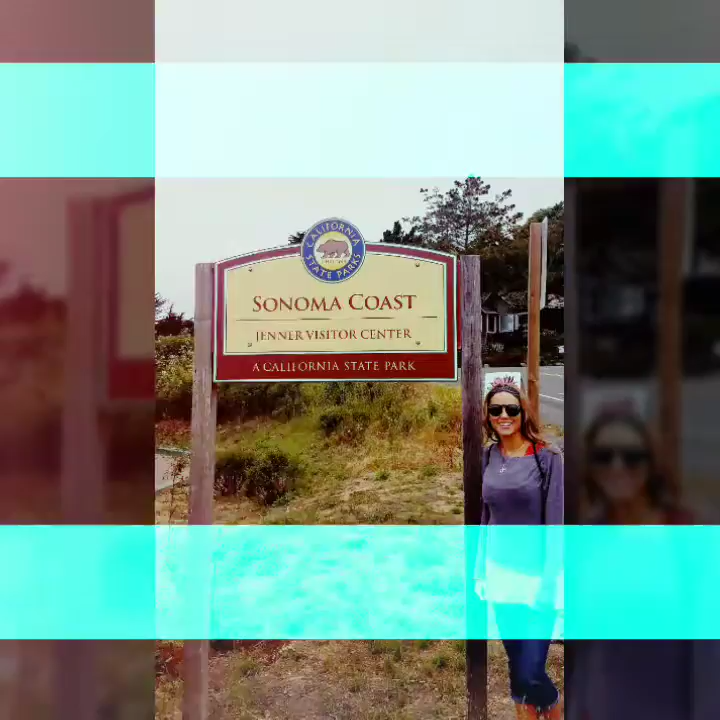 CALIFORNIA
STATE PARKS
SONOMA COAST
JENNER VISITOR CENTER
A CALIFORNIA STATE PARK